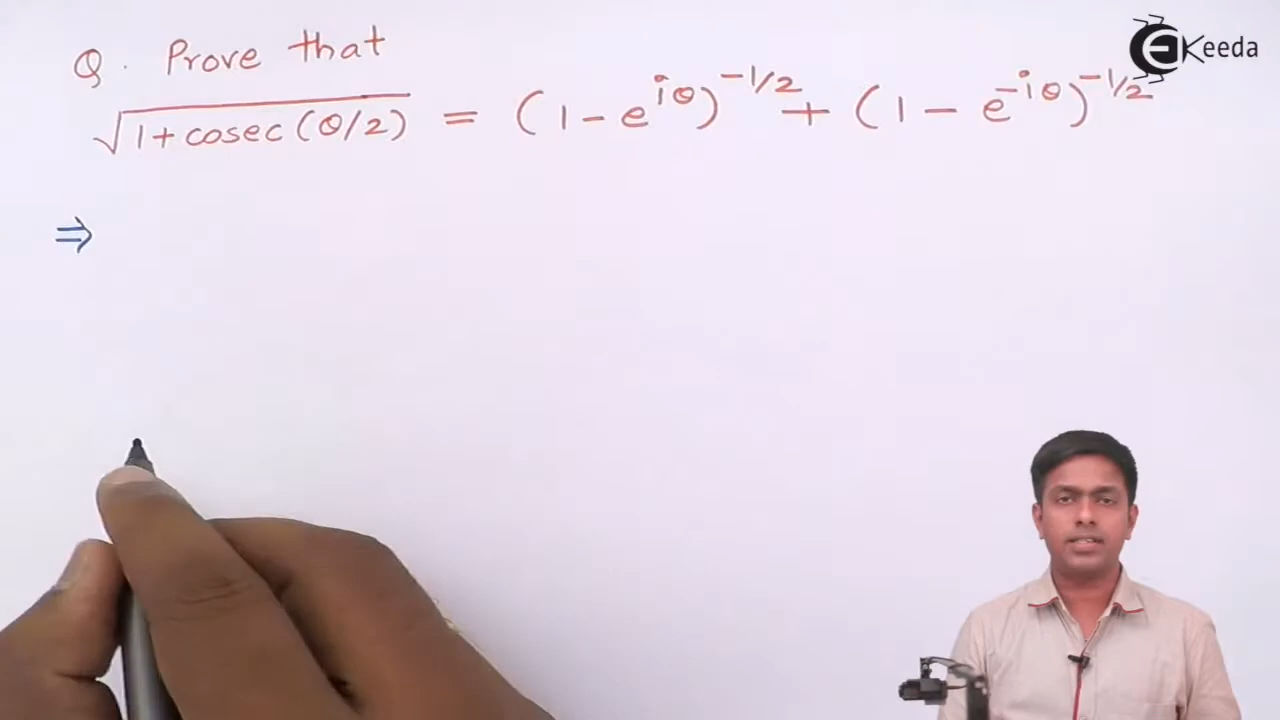 Q. Prove that
√1+cosec(θ/2) = (1-e^iθ)^-1/2 + (1-e^-iθ)^-1/2
⇒
EKeeda